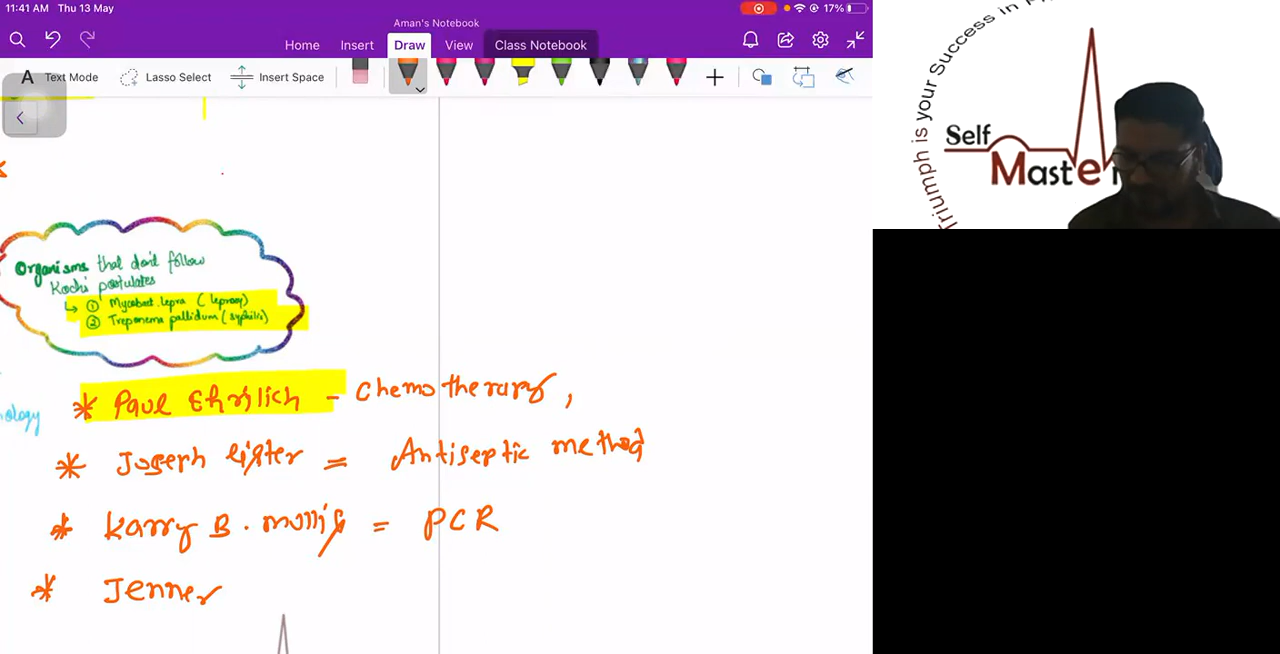 11:41 AM Thu 13 May
17%
Aman's Notebook
Home Insert Draw View Class Notebook
A Text Mode Lasso Select Insert Space
Organisms that don't follow
Kochs postulates
① Mycobact. lepra (leprosy)
② Treponema pallidum (syphilis)
nology
* Paul Ehrlich - Chemotherapy,
* Joseph Lister = Antiseptic method
* Karry B. mullis = PCR
* Jenner
Triumph is your Success in
Self
Master